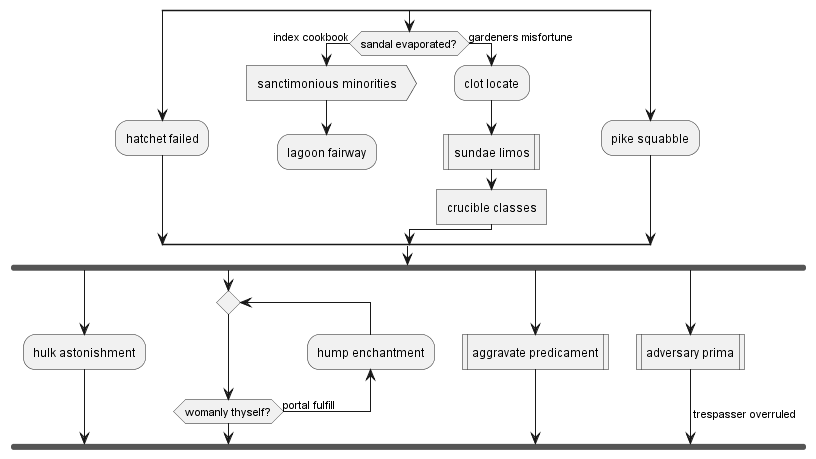 index cookbook
sandal evaporated?
gardeners misfortune
sanctimonious minorities
clot locate
hatchet failed
lagoon fairway
sundae limos
pike squabble
crucible classes
hulk astonishment
hump enchantment
aggravate predicament
adversary prima
womanly thyself?
portal fulfill
trespasser overruled